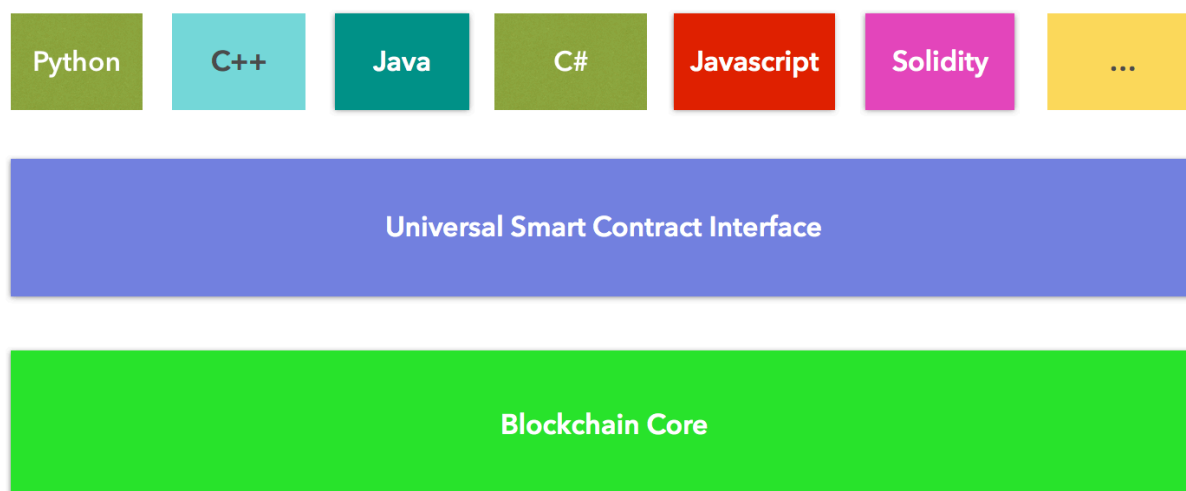 Python
C++
Java
C#
Javascript
Solidity
...
Universal Smart Contract Interface
Blockchain Core